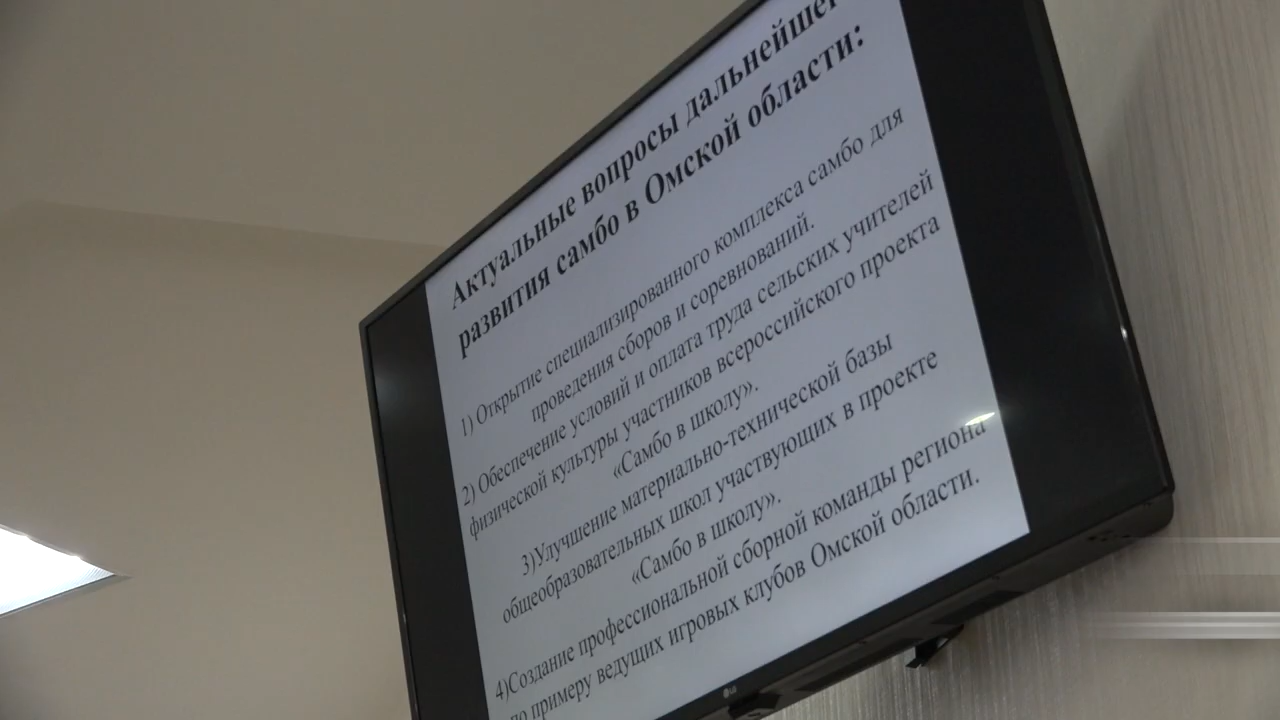 Актуальные вопросы дальнейшег
развития самбо в Омской области:
1) Открытие специализированного комплекса самбо для
проведения сборов и соревнований.
2) Обеспечение условий и оплата труда сельских учителей
физической культуры участников всероссийского проекта
«Самбо в школу».
3)Улучшение материально-технической базы
общеобразовательных школ участвующих в проекте
«Самбо в школу».
4)Создание профессиональной сборной команды региона
по примеру ведущих игровых клубов Омской области.
LG